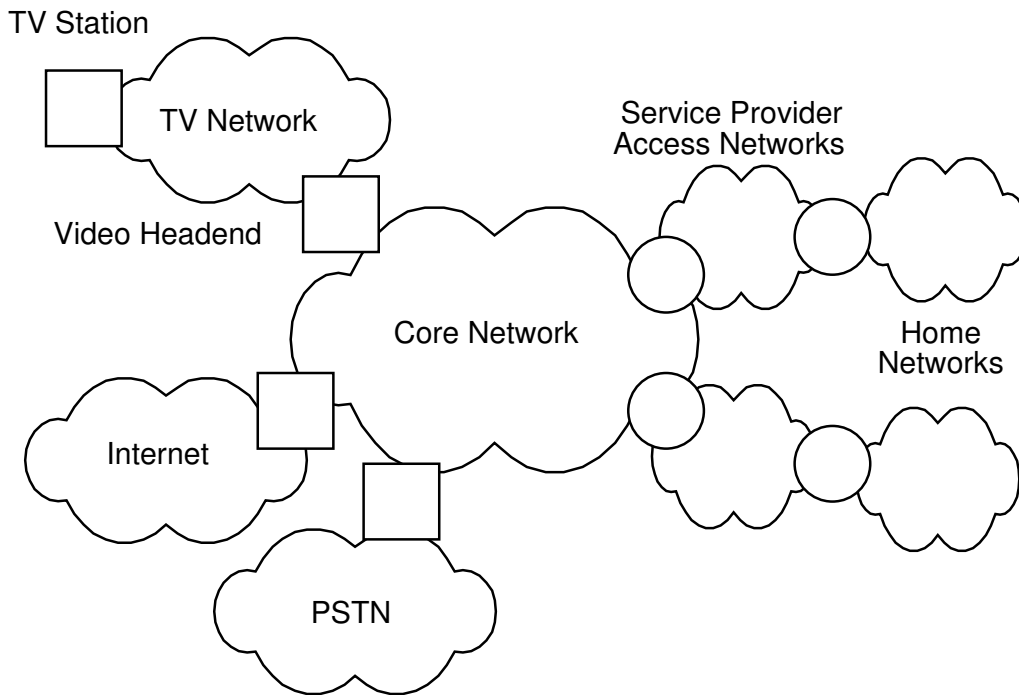 TV Station
TV Network
Service Provider
Access Networks
Video Headend
Core Network
Home
Networks
Internet
PSTN